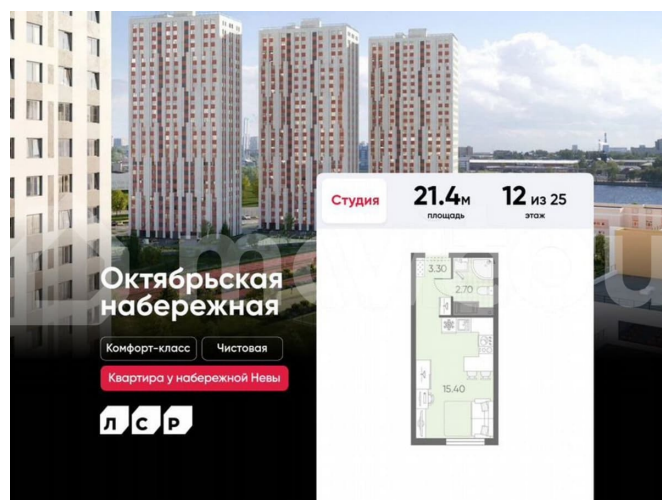 Студия
21.4м
площадь
12 из 25
этаж
3.30
2.70
15.40
Октябрьская
набережная
Комфорт-класс
Чистовая
Квартира у набережной Невы
ЛСР